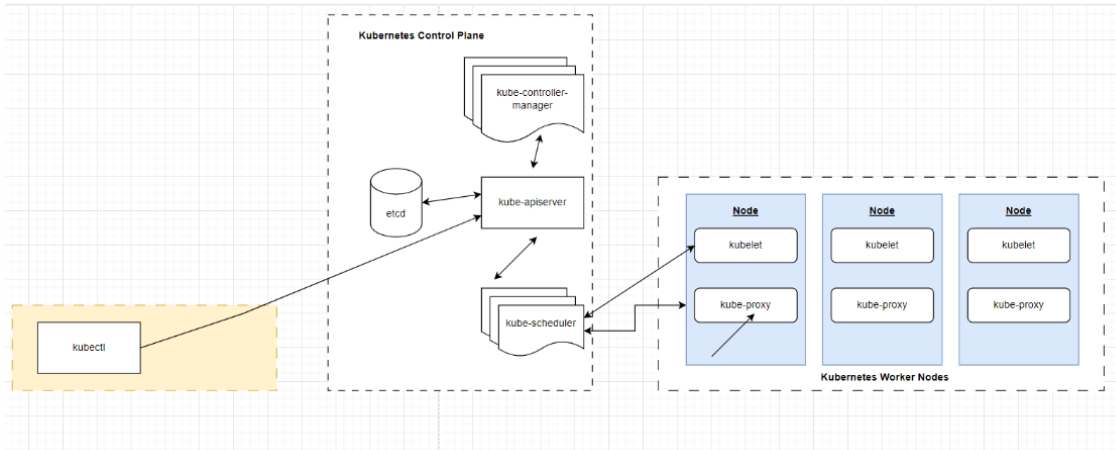 Kubernetes Control Plane
kube-controller-
manager
etcd
kube-apiserver
kube-scheduler
kubectl
Node
kubelet
kube-proxy
Node
kubelet
kube-proxy
Node
kubelet
kube-proxy
Kubernetes Worker Nodes